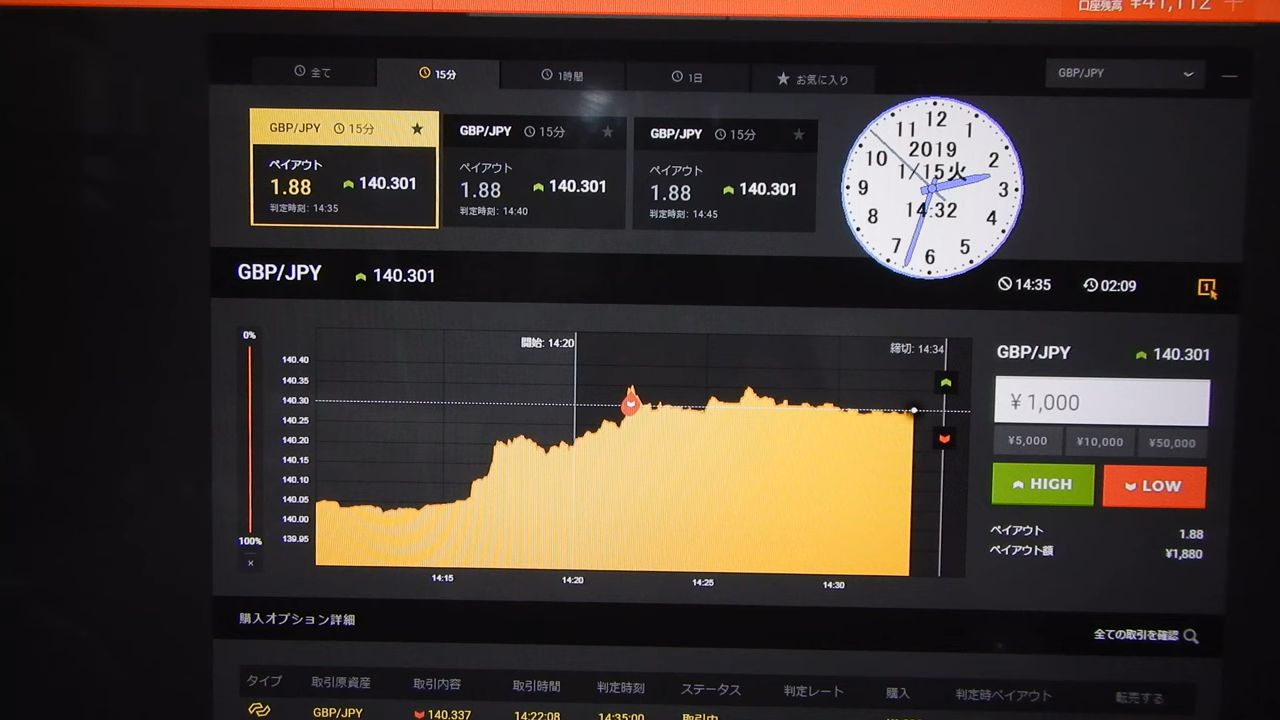 口座残高 ¥41,112
全て 15分 1時間 1日 お気に入り GBP/JPY
GBP/JPY 15分
ペイアウト
1.88 140.301
判定時刻: 14:35
GBP/JPY 15分
ペイアウト
1.88 140.301
判定時刻: 14:40
GBP/JPY 15分
ペイアウト
1.88 140.301
判定時刻: 14:45
12 1 2 3 4 5 6 7 8 9 10 11
2019
1/15火
14:32
GBP/JPY 140.301 14:35 02:09 1
0%
100%
×
開始: 14:20 締切: 14:34
140.40
140.35
140.30
140.25
140.20
140.15
140.10
140.05
140.00
139.95
14:15 14:20 14:25 14:30
GBP/JPY 140.301
¥ 1,000
¥5,000 ¥10,000 ¥50,000
HIGH LOW
ペイアウト 1.88
ペイアウト額 ¥1,880
購入オプション詳細 全ての取引を確認
タイプ 取引原資産 取引内容 取引時間 判定時刻 ステータス 判定レート 購入 判定時ペイアウト 転売する
GBP/JPY 140.337 14:22:08 14:35:00 取引中